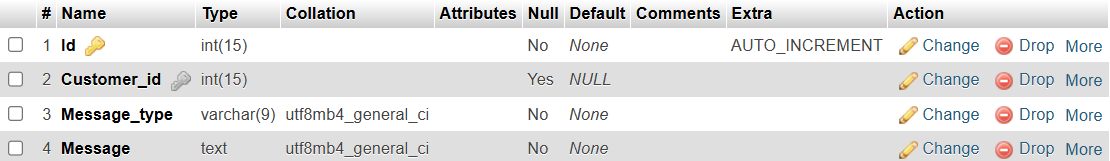 # Name Type Collation Attributes Null Default Comments Extra Action
1 Id int(15) No None AUTO_INCREMENT Change Drop More
2 Customer_id int(15) Yes NULL Change Drop More
3 Message_type varchar(9) utf8mb4_general_ci No None Change Drop More
4 Message text utf8mb4_general_ci No None Change Drop More